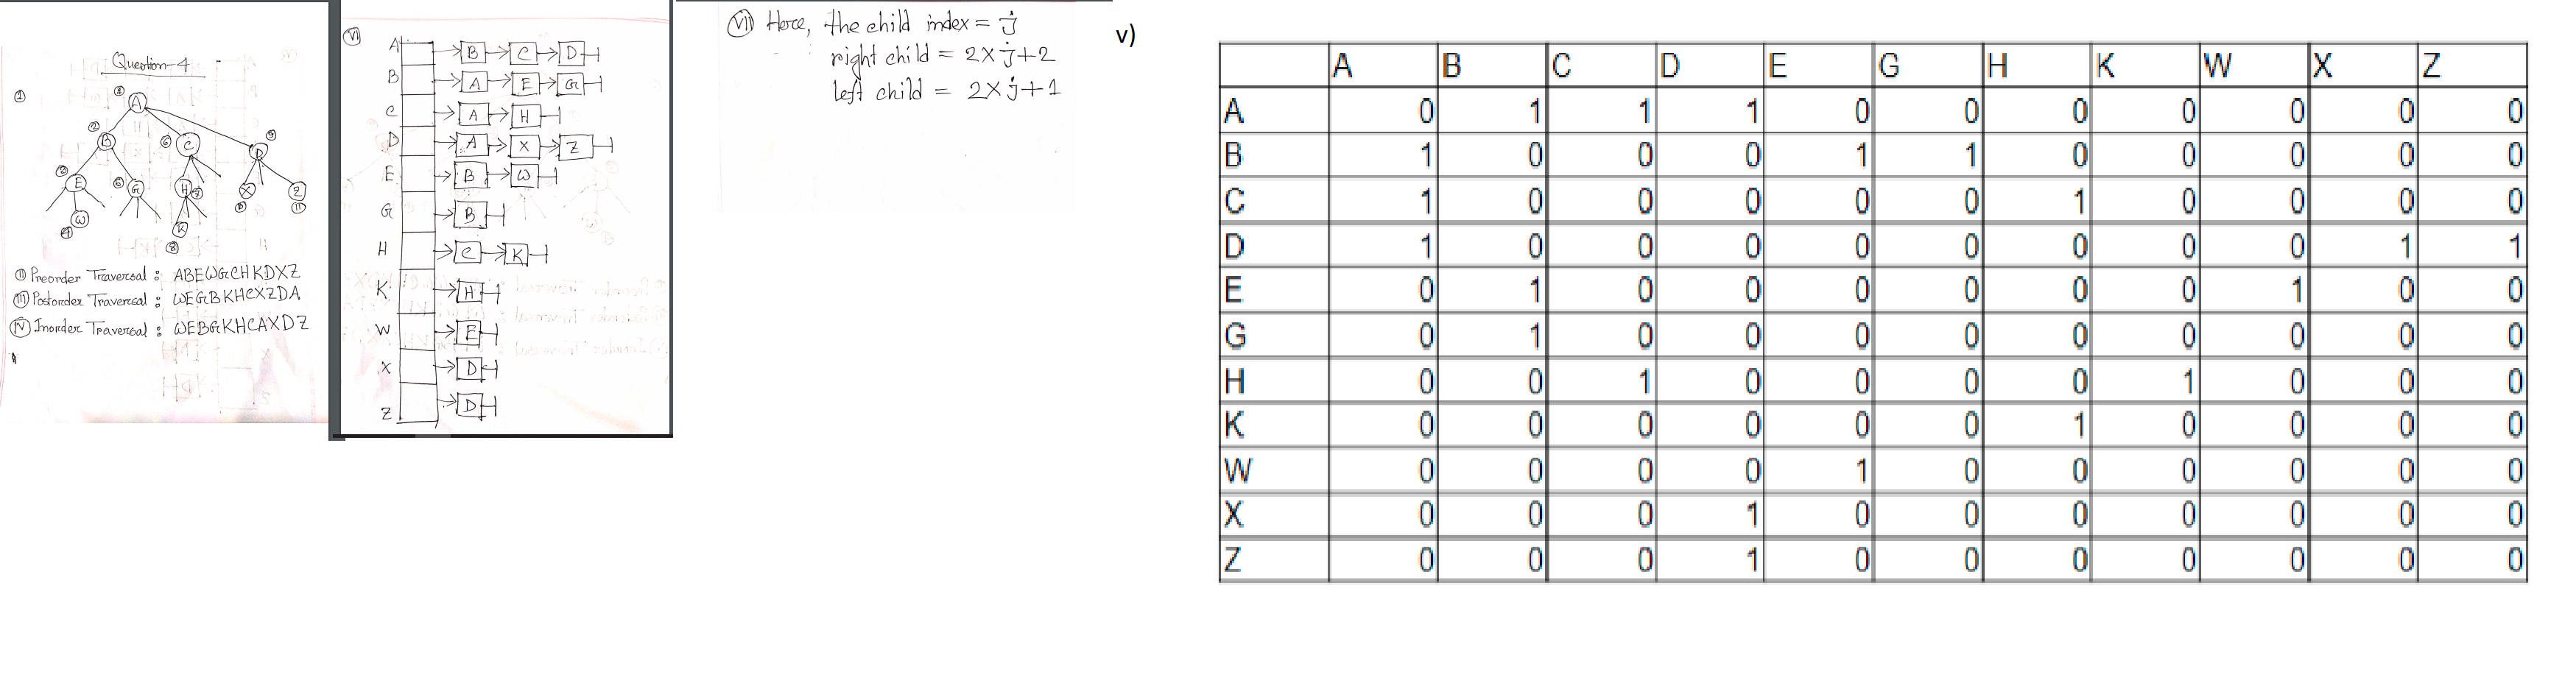 Question-4
①
①
A
②
B
⑥
C
⑨
D
E
G
H
X
Z
⑪
W
K
⑧
Ⅱ Preorder Traversal : ABEWGCHKDXZ
Ⅲ Postorder Traversal : WEGBKHCXZDA
Ⅳ Inorder Traversal : WEBGKHCAXDZ
Ⅵ
A B C D
B A E G
C A H
D A X Z
E B W
G B
H C K
K H
W E
X D
Z D
Ⅶ Here, the child index = j
right child = 2×j+2
left child = 2×j+1
v)
A B C D E G H K W X Z
A 0 1 1 1 0 0 0 0 0 0 0
B 1 0 0 0 1 1 0 0 0 0 0
C 1 0 0 0 0 0 1 0 0 0 0
D 1 0 0 0 0 0 0 0 0 1 1
E 0 1 0 0 0 0 0 0 1 0 0
G 0 1 0 0 0 0 0 0 0 0 0
H 0 0 1 0 0 0 0 1 0 0 0
K 0 0 0 0 0 0 1 0 0 0 0
W 0 0 0 0 1 0 0 0 0 0 0
X 0 0 0 1 0 0 0 0 0 0 0
Z 0 0 0 1 0 0 0 0 0 0 0